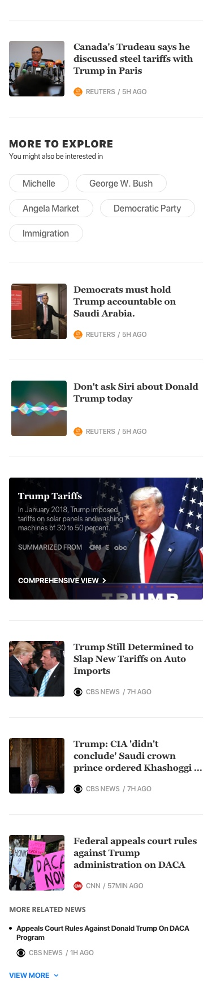 Canada's Trudeau says he
discussed steel tariffs with
Trump in Paris
REUTERS / 5H AGO
MORE TO EXPLORE
You might also be interested in
Michelle
George W. Bush
Angela Market
Democratic Party
Immigration
Democrats must hold
Trump accountable on
Saudi Arabia.
REUTERS / 5H AGO
Don't ask Siri about Donald
Trump today
REUTERS / 5H AGO
Trump Tariffs
In January 2018, Trump imposed
tariffs on solar panels and washing
machines of 30 to 50 percent.
SUMMARIZED FROM CNN abc
COMPREHENSIVE VIEW >
TRUMP
Trump Still Determined to
Slap New Tariffs on Auto
Imports
CBS NEWS / 7H AGO
Trump: CIA 'didn't
conclude' Saudi crown
prince ordered Khashoggi ...
CBS NEWS / 7H AGO
HONK
DACA
NOW
Federal appeals court rules
against Trump
administration on DACA
CNN CNN / 57MIN AGO
MORE RELATED NEWS
• Appeals Court Rules Against Donald Trump On DACA
Program
CBS NEWS / 1H AGO
VIEW MORE